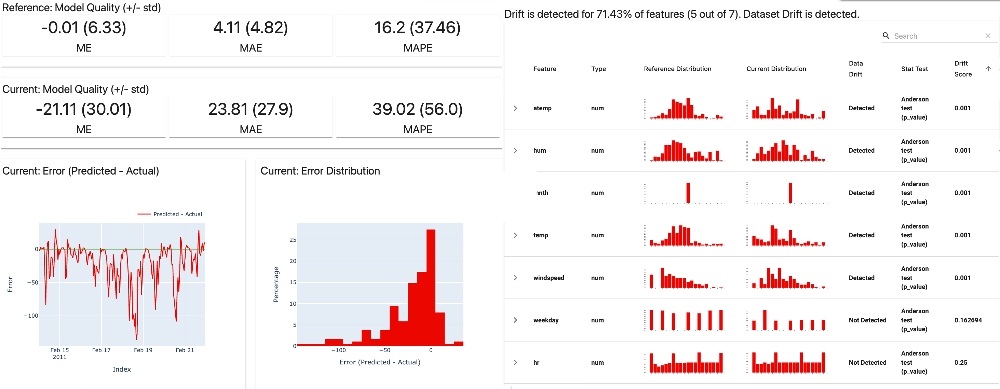 Reference: Model Quality (+/- std)
-0.01 (6.33)
ME
4.11 (4.82)
MAE
16.2 (37.46)
MAPE
Current: Model Quality (+/- std)
-21.11 (30.01)
ME
23.81 (27.9)
MAE
39.02 (56.0)
MAPE
Current: Error (Predicted - Actual)
Predicted - Actual
0
−50
−100
Error
Feb 15
2011
Feb 17
Feb 19
Feb 21
Index
Current: Error Distribution
25
20
15
10
5
0
Percentage
−100
−50
0
Error (Predicted - Actual)
Drift is detected for 71.43% of features (5 out of 7). Dataset Drift is detected.
Search
Feature
Type
Reference Distribution
Current Distribution
Data
Drift
Stat Test
Drift
Score
atemp
num
Detected
Anderson
test
(p_value)
0.001
hum
num
Detected
Anderson
test
(p_value)
0.001
nnth
num
Detected
Anderson
test
(p_value)
0.001
temp
num
Detected
Anderson
test
(p_value)
0.001
windspeed
num
Detected
Anderson
test
(p_value)
0.001
weekday
num
Not Detected
Anderson
test
(p_value)
0.162694
hr
num
Not Detected
Anderson
test
(p_value)
0.25